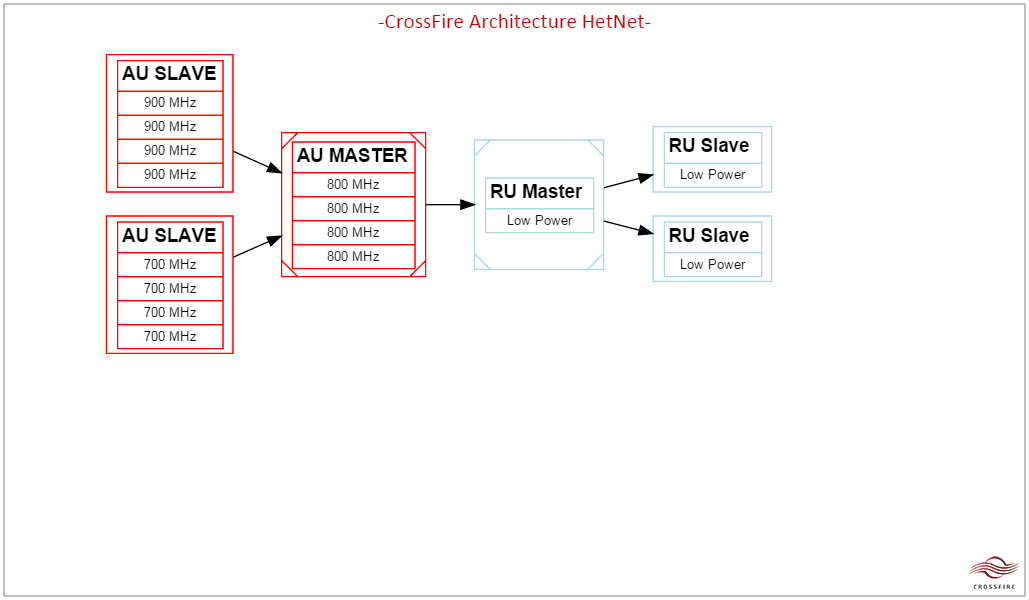 -CrossFire Architecture HetNet-
AU SLAVE
900 MHz
900 MHz
900 MHz
900 MHz
AU SLAVE
700 MHz
700 MHz
700 MHz
700 MHz
AU MASTER
800 MHz
800 MHz
800 MHz
800 MHz
RU Master
Low Power
RU Slave
Low Power
RU Slave
Low Power
CROSSFIRE